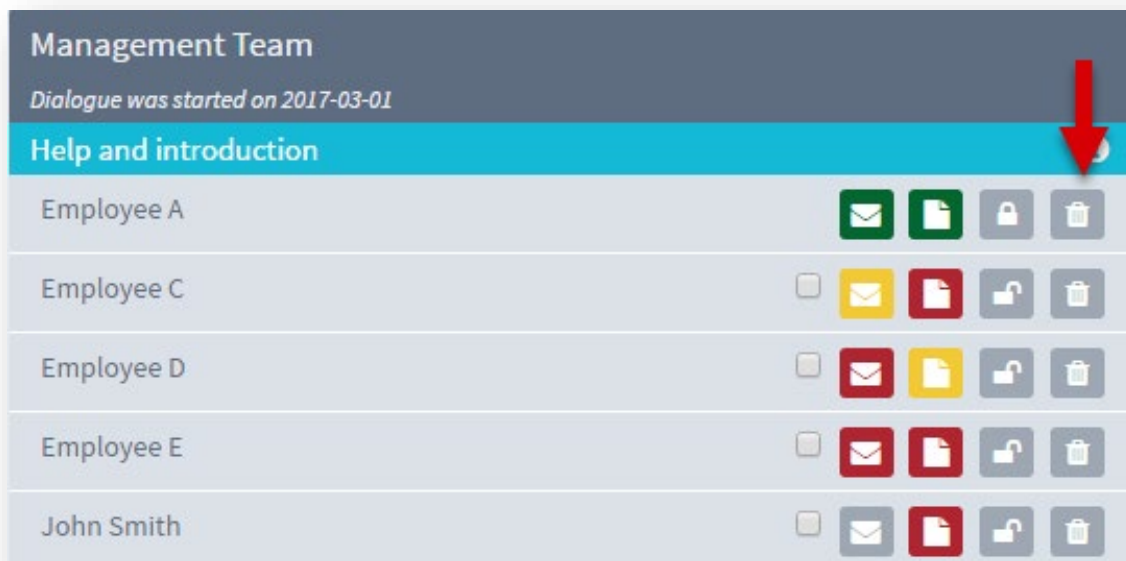 Management Team
Dialogue was started on 2017-03-01
Help and introduction
Employee A
Employee C
Employee D
Employee E
John Smith